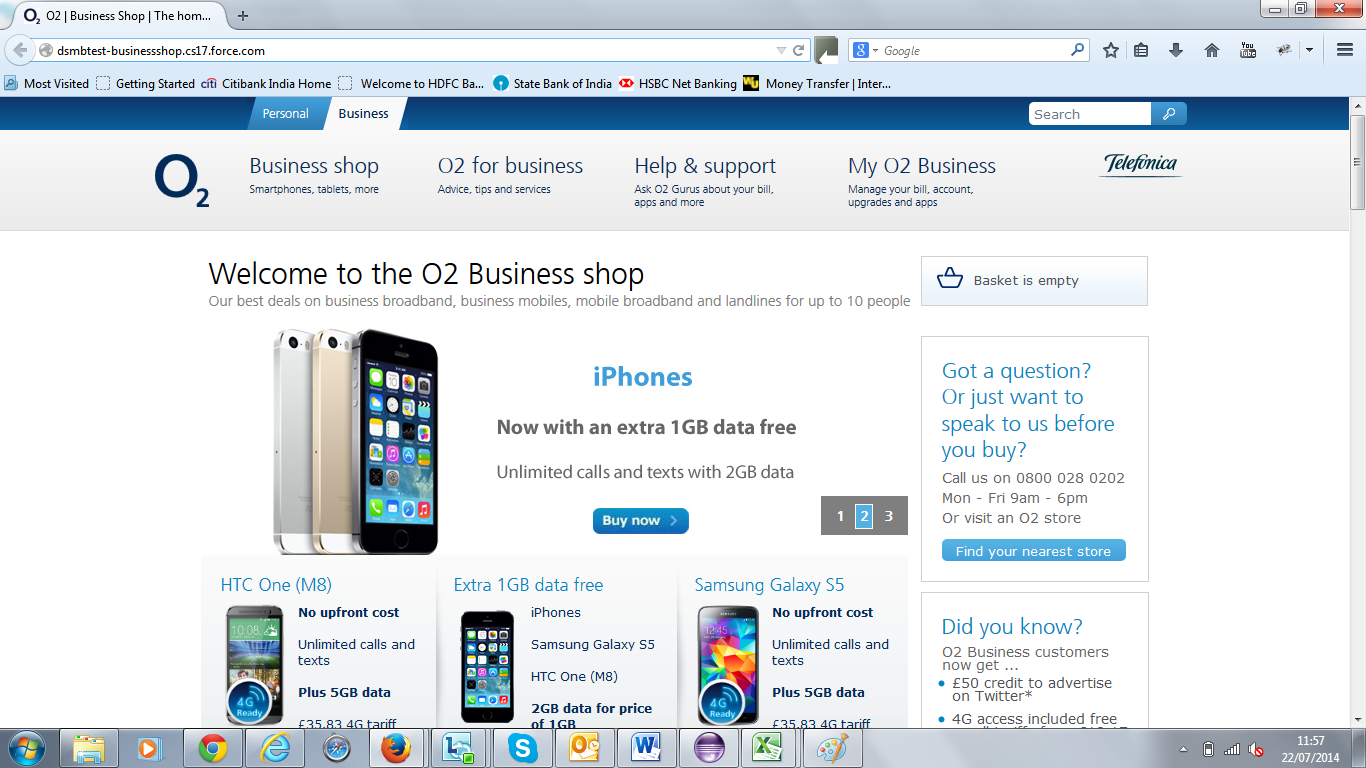 O2 | Business Shop | The hom...
dsmbtest-businessshop.cs17.force.com
Google
Most Visited Getting Started Citibank India Home Welcome to HDFC Ba... State Bank of India HSBC Net Banking Money Transfer | Inter...
Personal Business
Search
O2
Business shop
Smartphones, tablets, more
O2 for business
Advice, tips and services
Help & support
Ask O2 Gurus about your bill,
apps and more
My O2 Business
Manage your bill, account,
upgrades and apps
Telefónica
Welcome to the O2 Business shop
Our best deals on business broadband, business mobiles, mobile broadband and landlines for up to 10 people
Basket is empty
iPhones
Now with an extra 1GB data free
Unlimited calls and texts with 2GB data
Buy now
1 2 3
Got a question?
Or just want to
speak to us before
you buy?
Call us on 0800 028 0202
Mon - Fri 9am - 6pm
Or visit an O2 store
Find your nearest store
HTC One (M8)
No upfront cost
Unlimited calls and
texts
Plus 5GB data
£35.83 4G tariff
4G
Ready
Extra 1GB data free
iPhones
Samsung Galaxy S5
HTC One (M8)
2GB data for price
of 1GB
Samsung Galaxy S5
No upfront cost
Unlimited calls and
texts
Plus 5GB data
£35.83 4G tariff
4G
Ready
Did you know?
O2 Business customers
now get ...
£50 credit to advertise
on Twitter*
4G access included free
11:57
22/07/2014